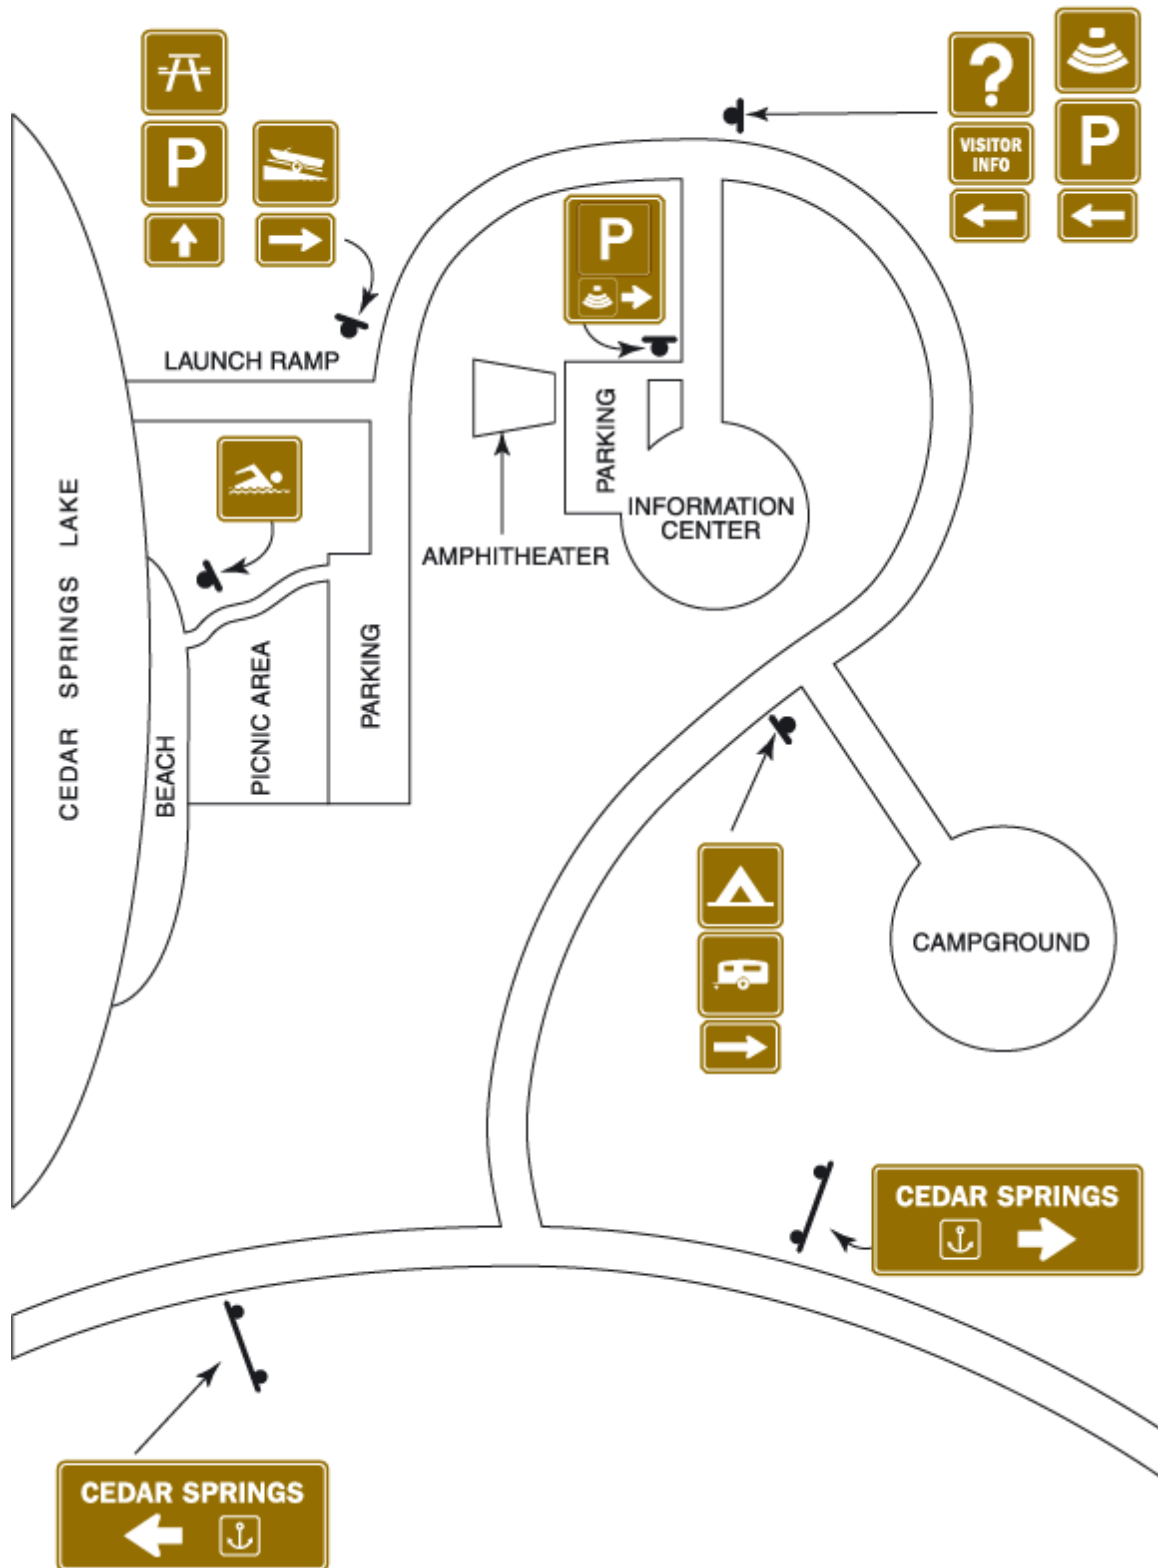 P
?
VISITOR
INFO
P
P
LAUNCH RAMP
PARKING
INFORMATION
CENTER
AMPHITHEATER
CEDAR SPRINGS LAKE
BEACH
PICNIC AREA
PARKING
CAMPGROUND
CEDAR SPRINGS
CEDAR SPRINGS